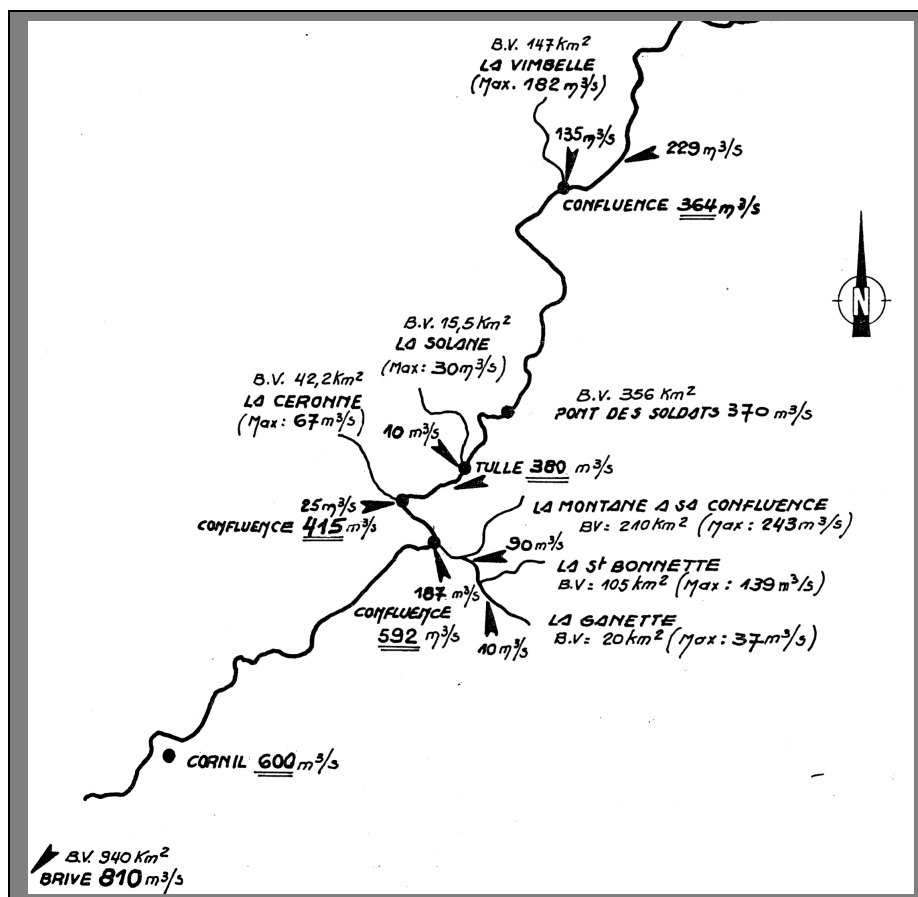 B.V. 147 Km²
LA VIMBELLE
(Max. 182 m³/s)
135 m³/s
229 m³/s
CONFLUENCE 364 m³/s
N
B.V. 15,5 Km²
LA SOLANE
(Max: 30 m³/s)
B.V. 42,2 Km²
LA CERONNE
(Max: 67 m³/s)
B.V. 356 Km²
PONT DES SOLDATS 370 m³/s
10 m³/s
TULLE 380 m³/s
25 m³/s
CONFLUENCE 415 m³/s
LA MONTANE A SA CONFLUENCE
BV= 210 Km² (Max: 243 m³/s)
90 m³/s
LA St BONNETTE
B.V= 105 km² (Max: 139 m³/s)
187 m³/s
CONFLUENCE
592 m³/s
LA GANETTE
B.V= 20 km² (Max: 37 m³/s)
10 m³/s
CORNIL 600 m³/s
B.V. 940 Km²
BRIVE 810 m³/s